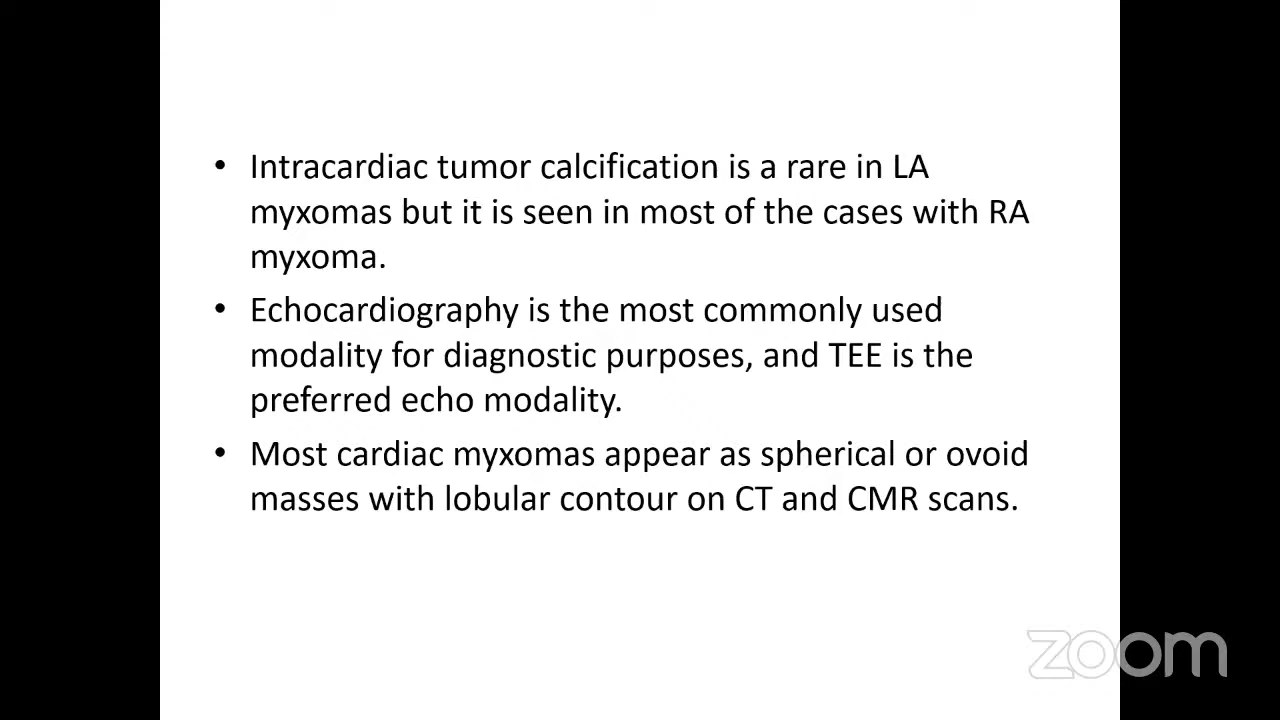 • Intracardiac tumor calcification is a rare in LA
myxomas but it is seen in most of the cases with RA
myxoma.
• Echocardiography is the most commonly used
modality for diagnostic purposes, and TEE is the
preferred echo modality.
• Most cardiac myxomas appear as spherical or ovoid
masses with lobular contour on CT and CMR scans.
zoom